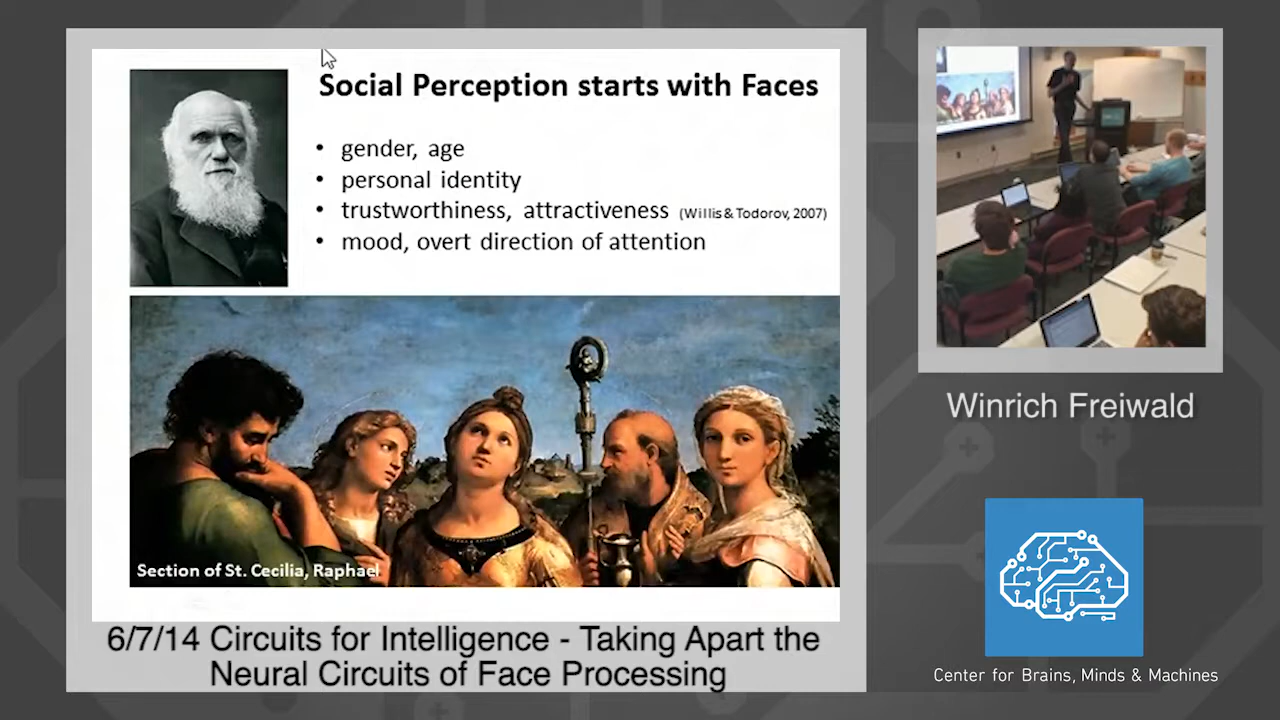 Social Perception starts with Faces
• gender, age
• personal identity
• trustworthiness, attractiveness (Willis & Todorov, 2007)
• mood, overt direction of attention
Section of St. Cecilia, Raphael
6/7/14 Circuits for Intelligence - Taking Apart the
Neural Circuits of Face Processing
Winrich Freiwald
Center for Brains, Minds & Machines